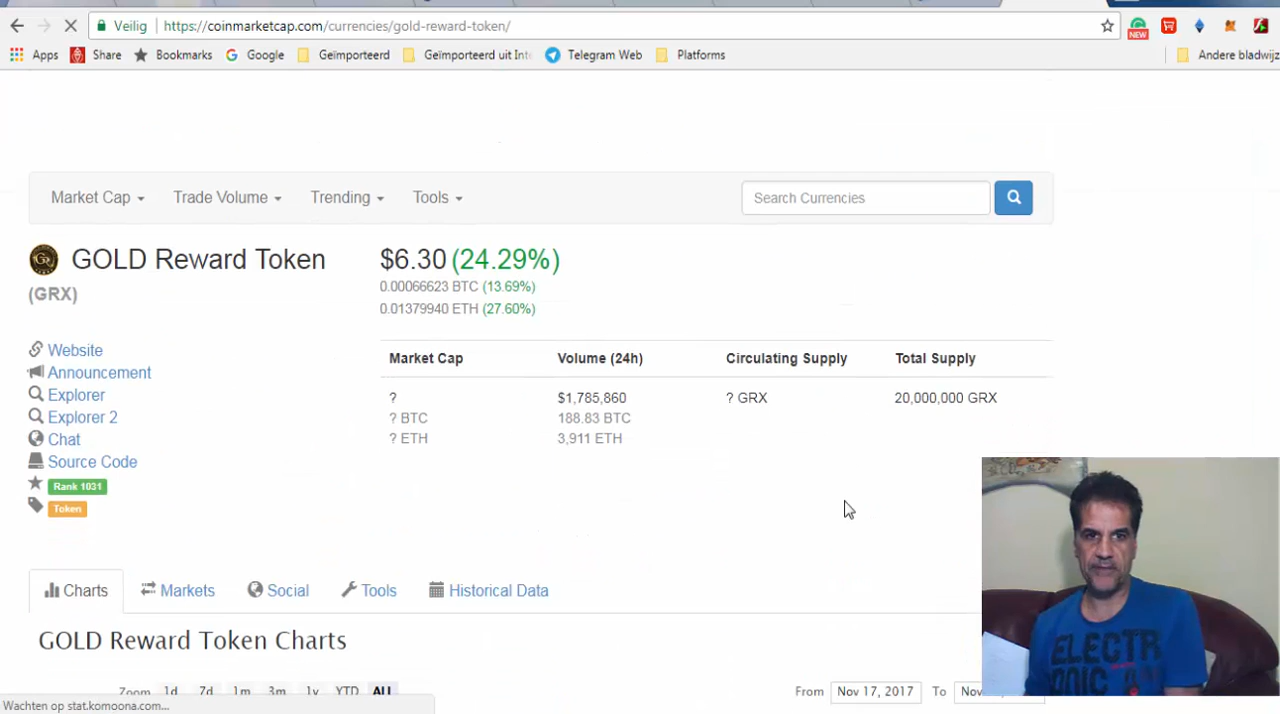 Veilig https://coinmarketcap.com/currencies/gold-reward-token/
NEW
Apps Share Bookmarks Google Geïmporteerd Geïmporteerd uit Inte Telegram Web Platforms Andere bladwijz
Market Cap Trade Volume Trending Tools Search Currencies
GOLD Reward Token
(GRX)
$6.30 (24.29%)
0.00066623 BTC (13.69%)
0.01379940 ETH (27.60%)
Website
Announcement
Explorer
Explorer 2
Chat
Source Code
Rank 1031
Token
Market Cap Volume (24h) Circulating Supply Total Supply
? $1,785,860 ? GRX 20,000,000 GRX
? BTC 188.83 BTC
? ETH 3,911 ETH
Charts Markets Social Tools Historical Data
GOLD Reward Token Charts
Zoom 1d 7d 1m 3m 1y YTD ALL From Nov 17, 2017 To
Wachten op stat.komoona.com...
ELECTR
ONIC